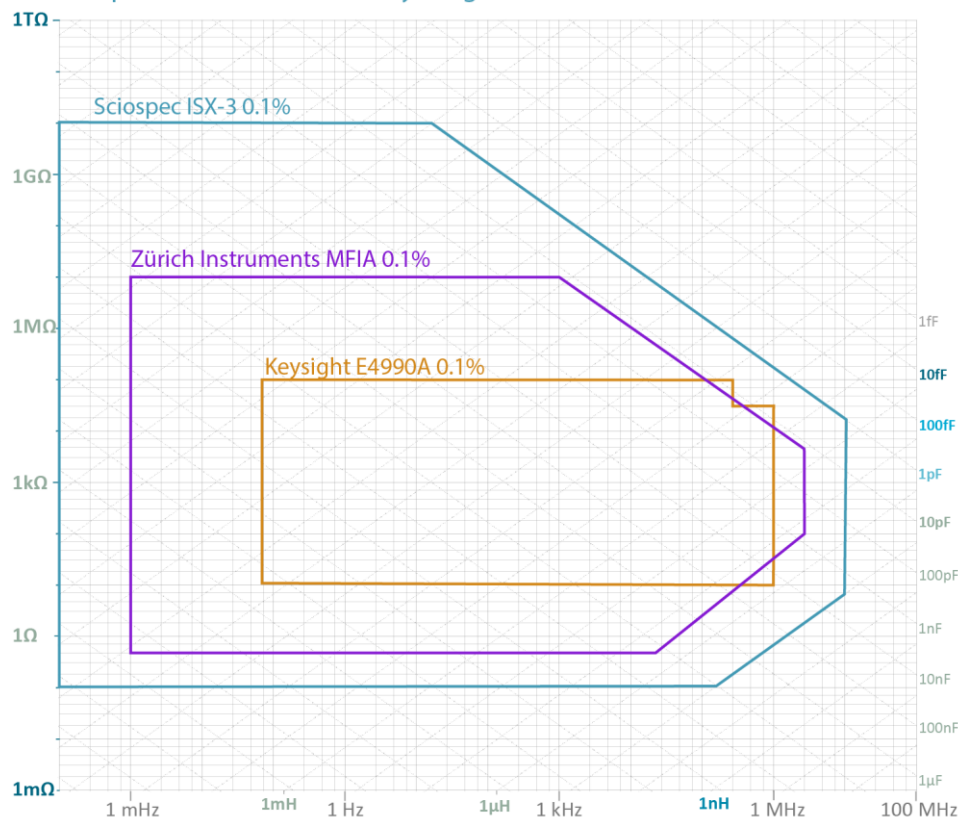 1TΩ
Sciospec ISX-3 0.1%
1GΩ
Zürich Instruments MFIA 0.1%
1MΩ
1fF
Keysight E4990A 0.1%
10fF
100fF
1pF
1kΩ
10pF
100pF
1nF
1Ω
10nF
100nF
1µF
1mΩ
1 mHz 1mH 1 Hz 1µH 1 kHz 1nH 1 MHz 100 MHz